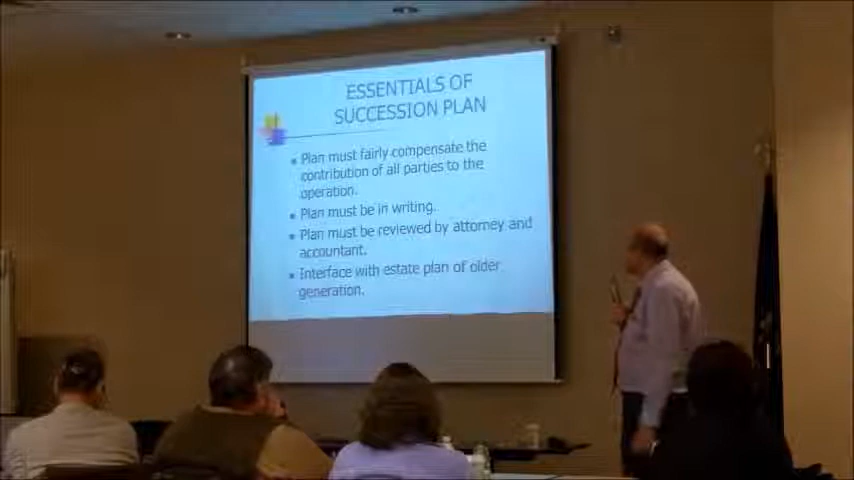 ESSENTIALS OF
SUCCESSION PLAN
Plan must fairly compensate the
contribution of all parties to the
operation.
Plan must be in writing.
Plan must be reviewed by attorney and
accountant.
Interface with estate plan of older
generation.